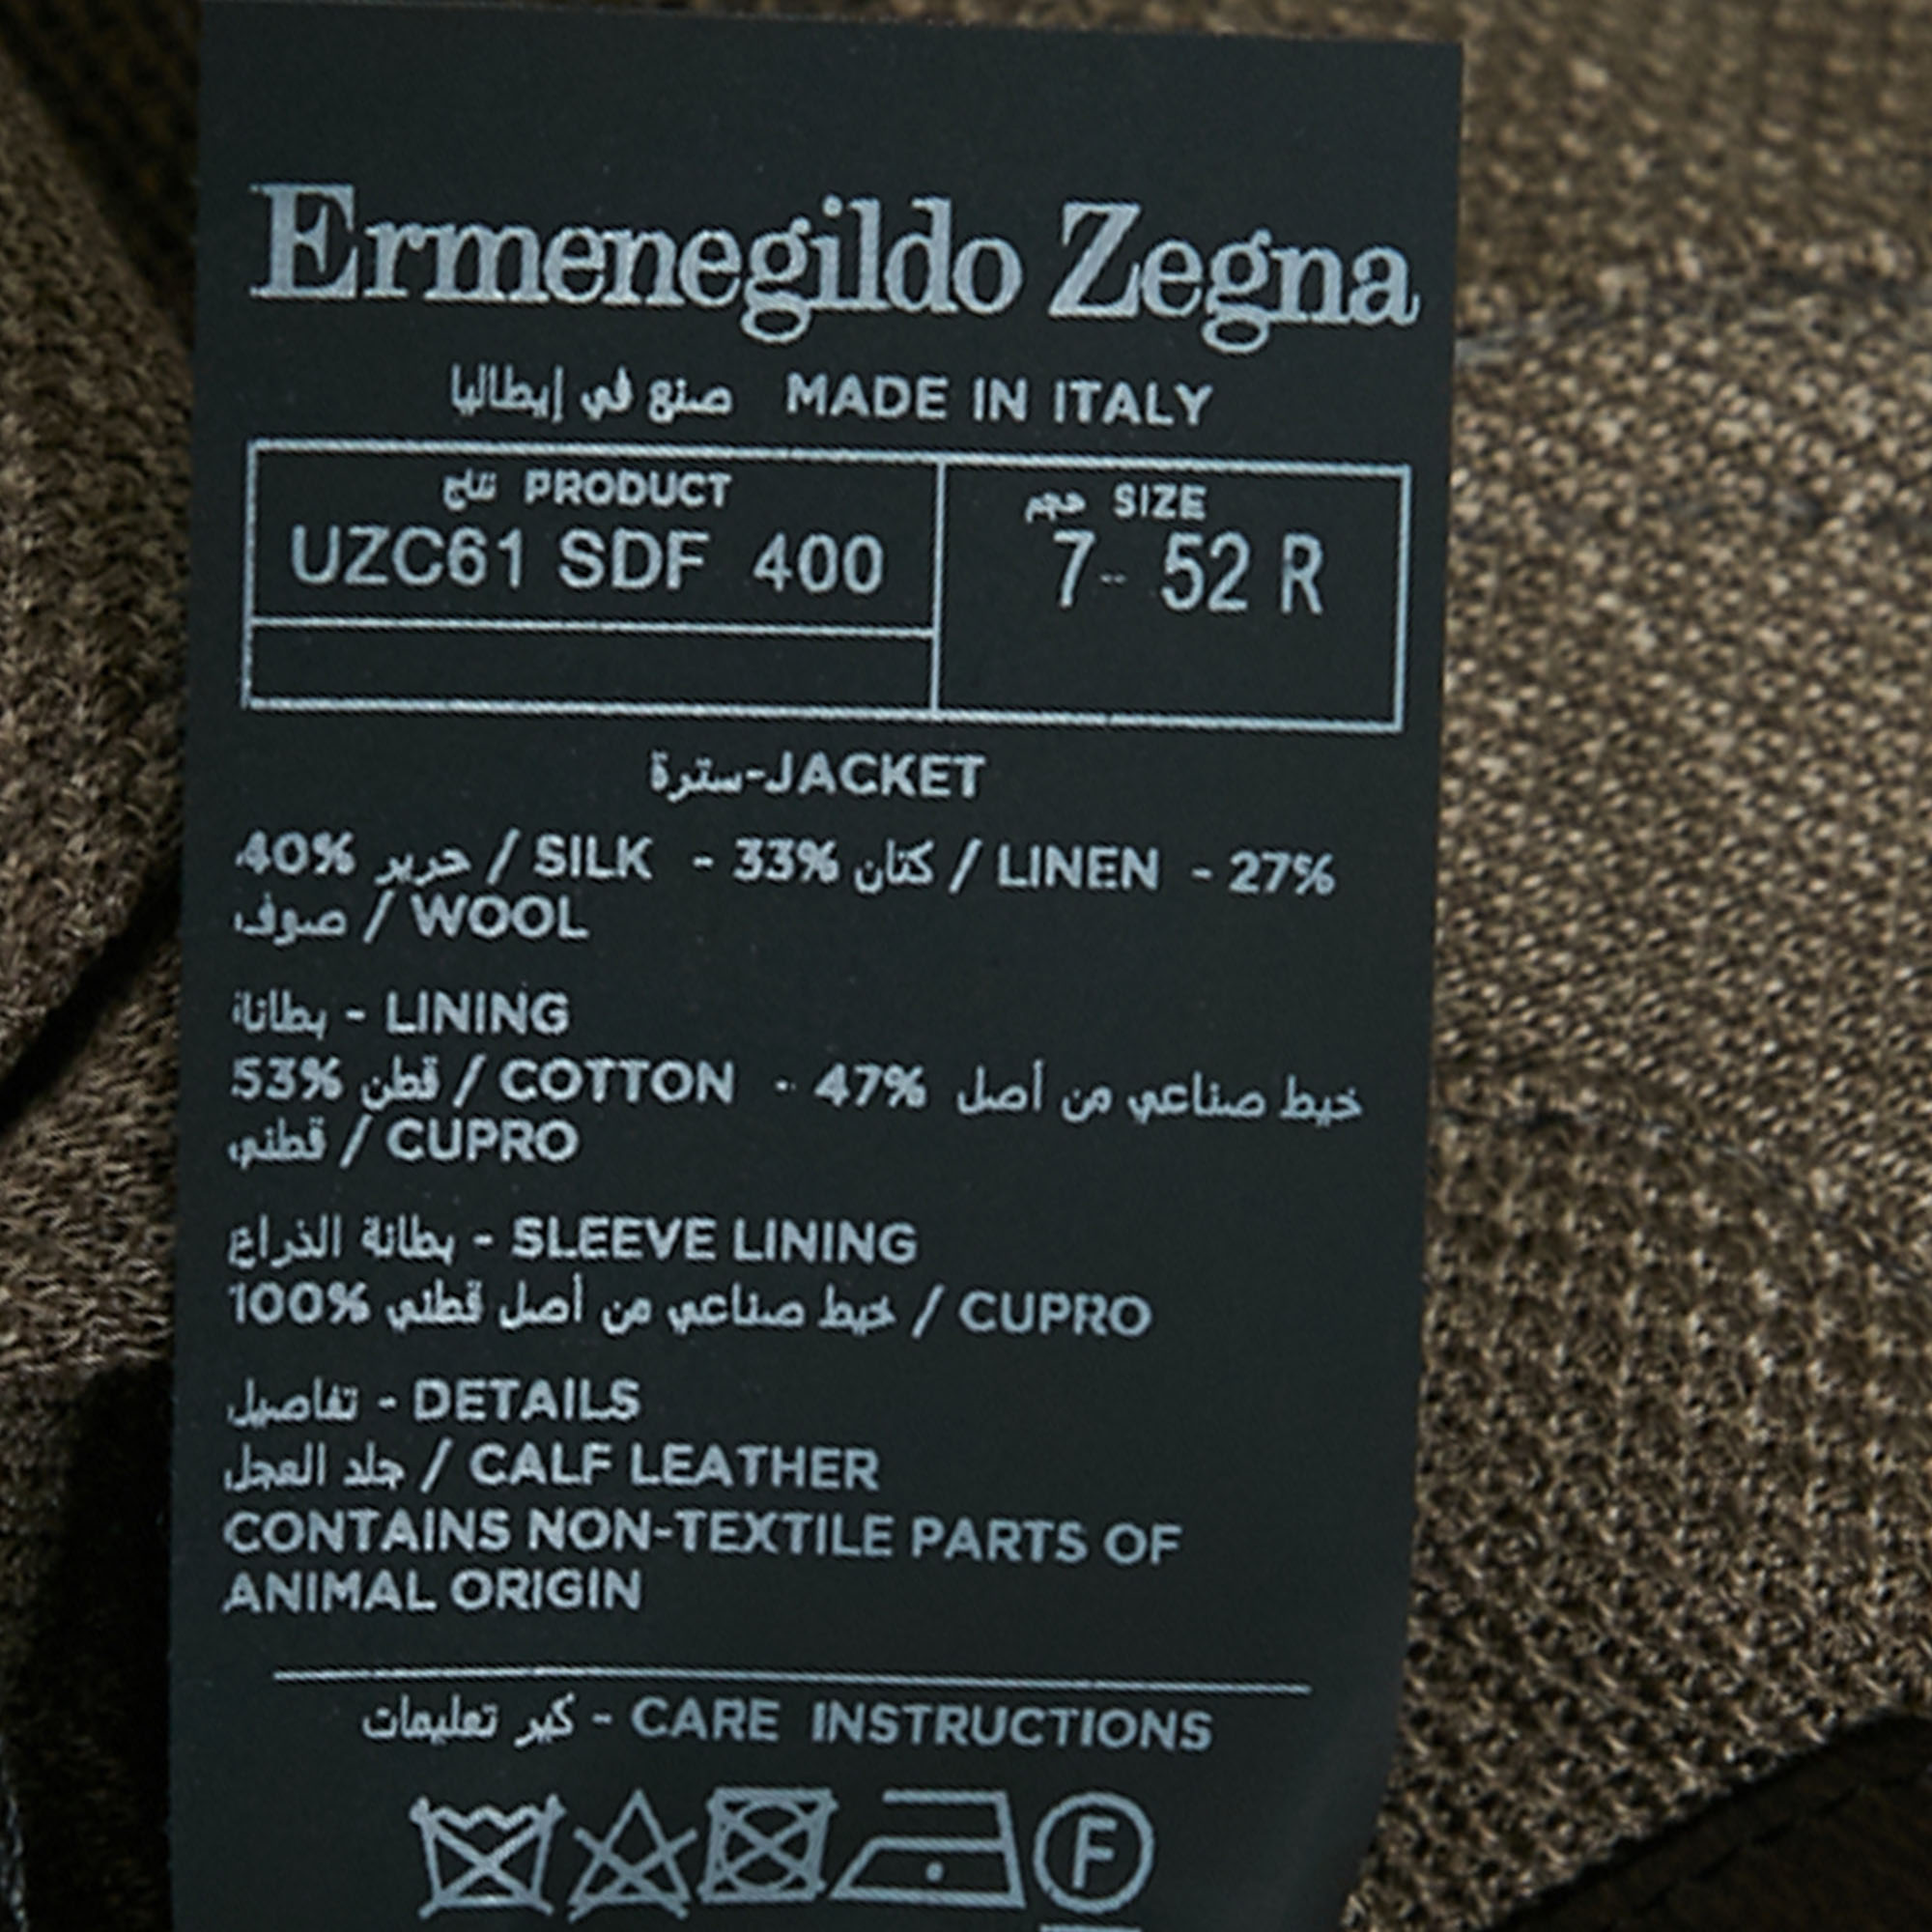 Ermenegildo Zegna
صنع في إيطاليا MADE IN ITALY
نتاج PRODUCT
UZC61 SDF 400
حجم SIZE
7-- 52 R
سترة-JACKET
40% حرير / SILK - 33% كتان / LINEN - 27%
صوف / WOOL
بطانة - LINING
53% قطن / COTTON - 47% خيط صناعي من أصل
قطني / CUPRO
بطانة الذراع - SLEEVE LINING
100% خيط صناعي من أصل قطني / CUPRO
تفاصيل - DETAILS
جلد العجل / CALF LEATHER
CONTAINS NON-TEXTILE PARTS OF
ANIMAL ORIGIN
كير تعليمات - CARE INSTRUCTIONS
F